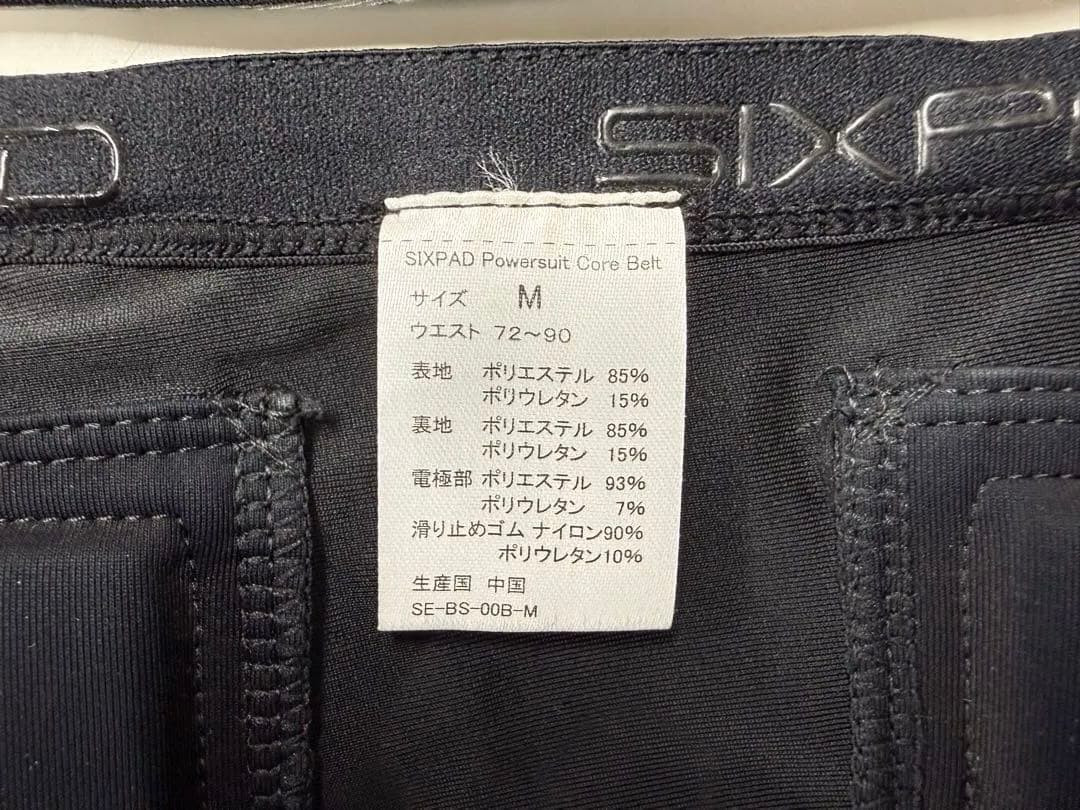 D
SIXP
SIXPAD Powersuit Core Belt
サイズ M
ウエスト 72～90
表地 ポリエステル 85%
ポリウレタン 15%
裏地 ポリエステル 85%
ポリウレタン 15%
電極部 ポリエステル 93%
ポリウレタン 7%
滑り止めゴム ナイロン90%
ポリウレタン10%
生産国 中国
SE-BS-00B-M